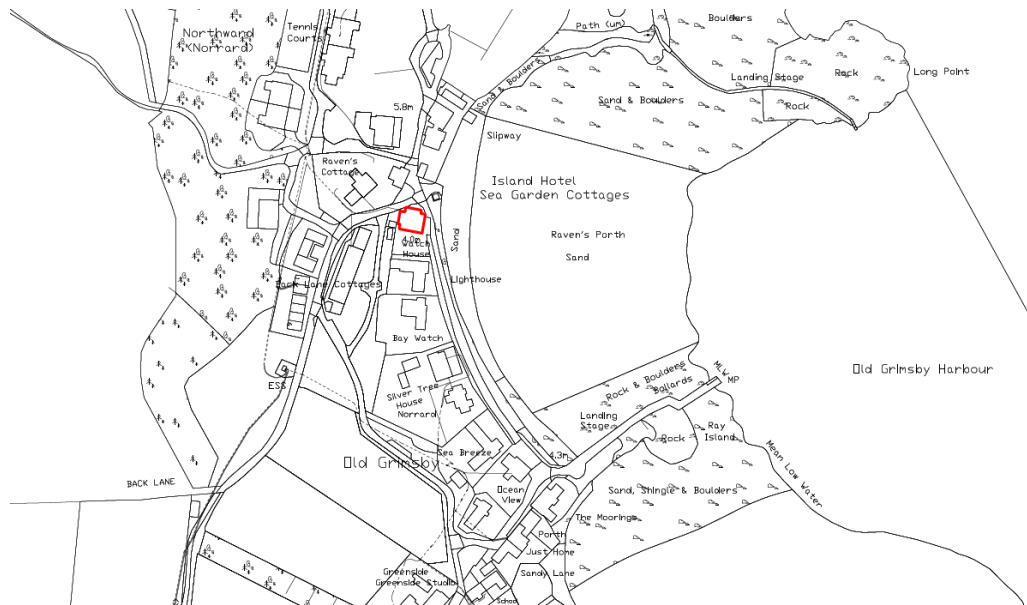 Northward
(Norrard)
Tennis
Courts
Path (um)
Boulders
Landing Stage
Rock
Long Point
Rock
Sand & Boulders
Sand & Boulders
5.8m
Slipway
Raven's
Cottage
Island Hotel
Sea Garden Cottages
Raven's Porth
Sand
Sand
4.0m
Watch
House
Lighthouse
Back Lane Cottages
Bay Watch
ESS
Silver Tree
House
Norrard
Rock & Boulders
Bollards
MLW
MP
Old Grimsby Harbour
Landing
Stage
Rock
Ray
Island
Mean Low Water
Sea Breeze
4.3m
Old Grimsby
BACK LANE
Ocean
View
Sand, Shingle & Boulders
The Moorings
Porth
Just Home
Sandy Lane
Greenside
Greenside Studio
School